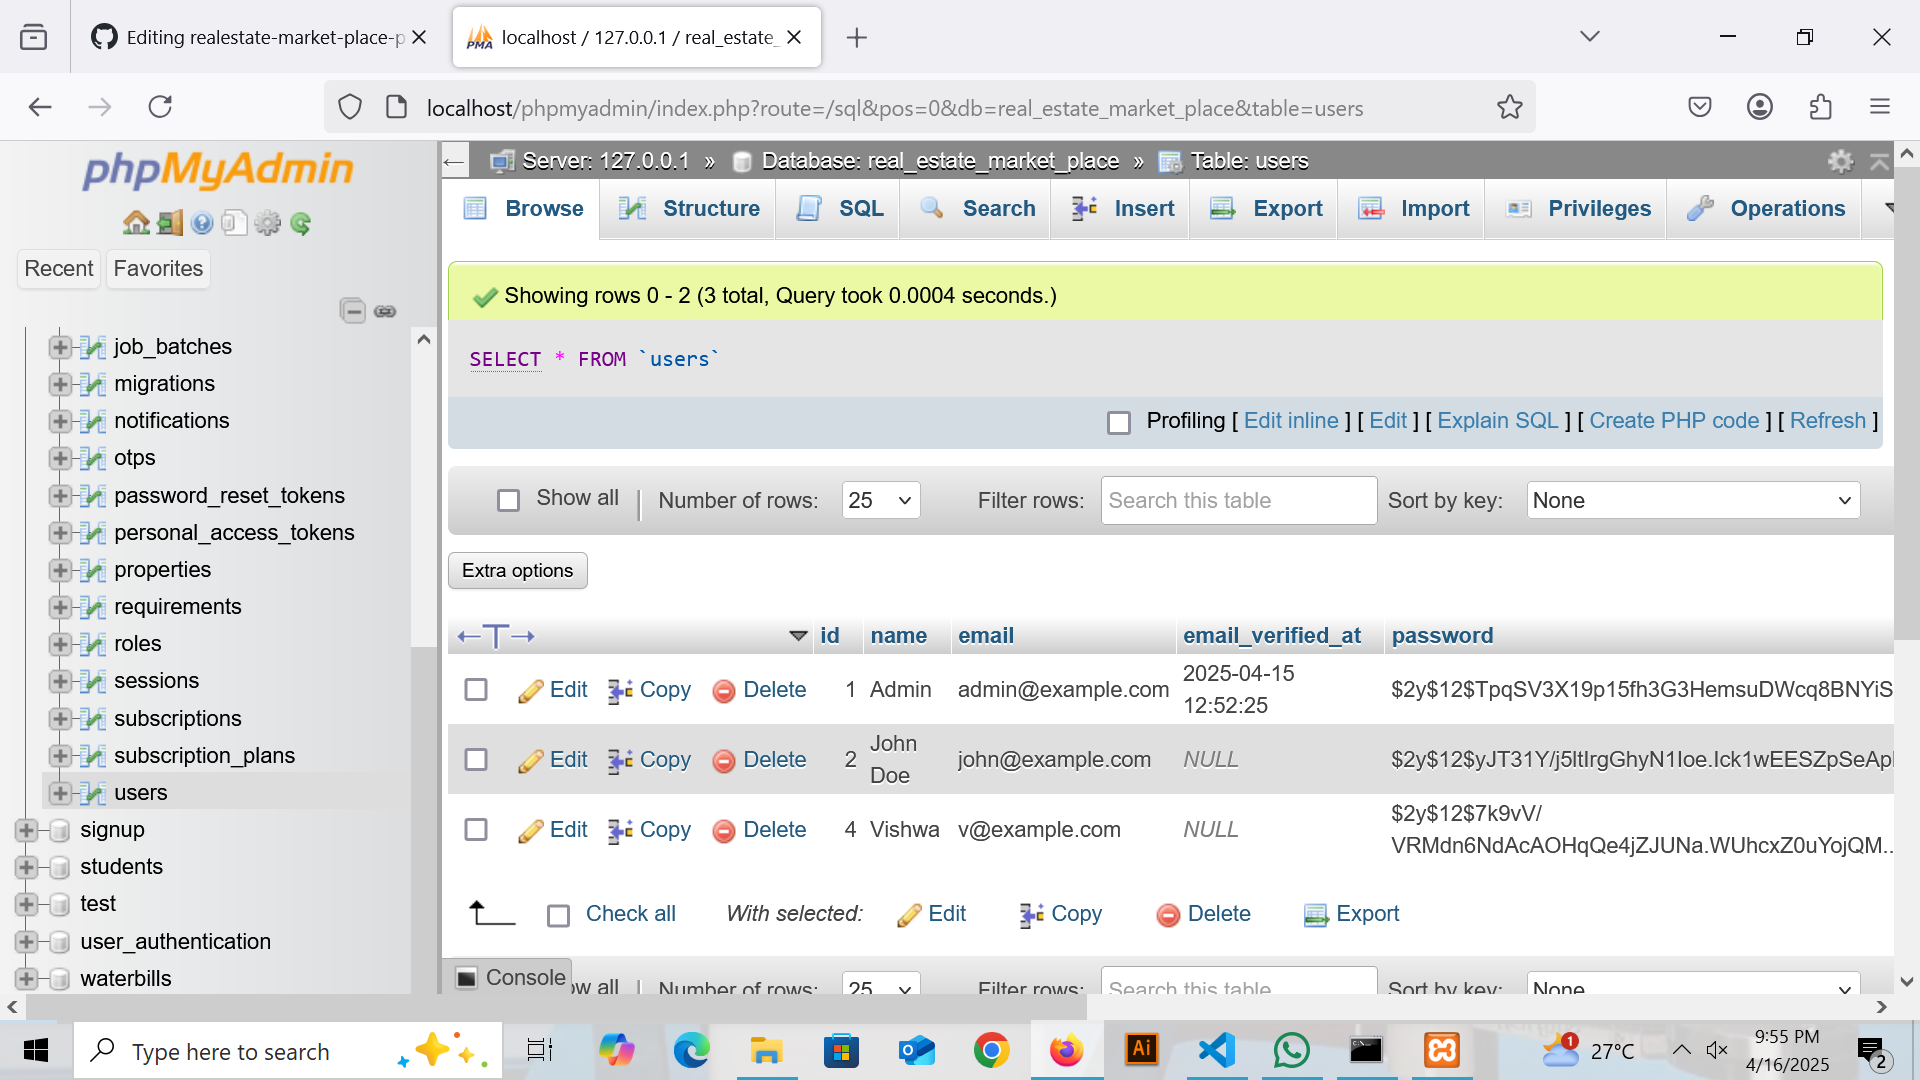 Editing realestate-market-place-p
localhost / 127.0.0.1 / real_estate_
localhost/phpmyadmin/index.php?route=/sql&pos=0&db=real_estate_market_place&table=users
phpMyAdmin
Recent
Favorites
job_batches
migrations
notifications
otps
password_reset_tokens
personal_access_tokens
properties
requirements
roles
sessions
subscriptions
subscription_plans
users
signup
students
test
user_authentication
waterbills
Server: 127.0.0.1 » Database: real_estate_market_place » Table: users
Browse Structure SQL Search Insert Export Import Privileges Operations
Showing rows 0 - 2 (3 total, Query took 0.0004 seconds.)
SELECT * FROM `users`
Profiling [ Edit inline ] [ Edit ] [ Explain SQL ] [ Create PHP code ] [ Refresh ]
Show all | Number of rows: 25 Filter rows: Search this table Sort by key: None
Extra options
←T→ id name email email_verified_at password
Edit Copy Delete 1 Admin admin@example.com 2025-04-15 12:52:25 $2y$12$TpqSV3X19p15fh3G3HemsuDWcq8BNYiS
Edit Copy Delete 2 John Doe john@example.com NULL $2y$12$yJT31Y/j5ltIrgGhyN1Ioe.Ick1wEESZpSeApl
Edit Copy Delete 4 Vishwa v@example.com NULL $2y$12$7k9vV/
VRMdn6NdAcAOHqQe4jZJUNa.WUhcxZ0uYojQM...
Check all With selected: Edit Copy Delete Export
Console
ow all | Number of rows: 25 Filter rows: Search this table Sort by key: None
Type here to search
Ai
1
27°C
9:55 PM
4/16/2025
2